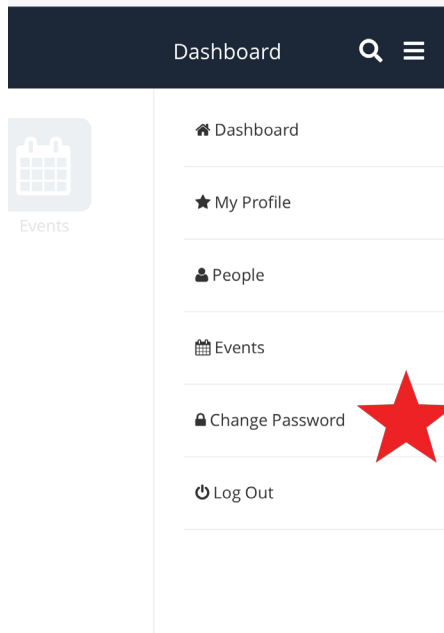 Dashboard
Dashboard
My Profile
People
Events
Events
Change Password
Log Out